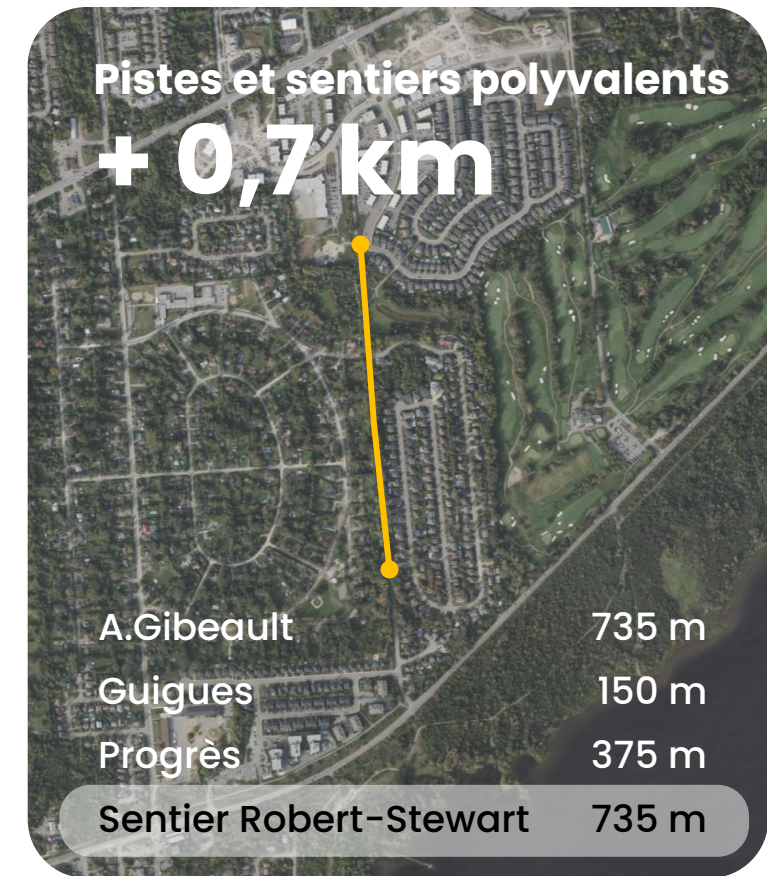 Pistes et sentiers polyvalents
+ 0,7 km
A.Gibeault 735 m
Guigues 150 m
Progrès 375 m
Sentier Robert-Stewart 735 m